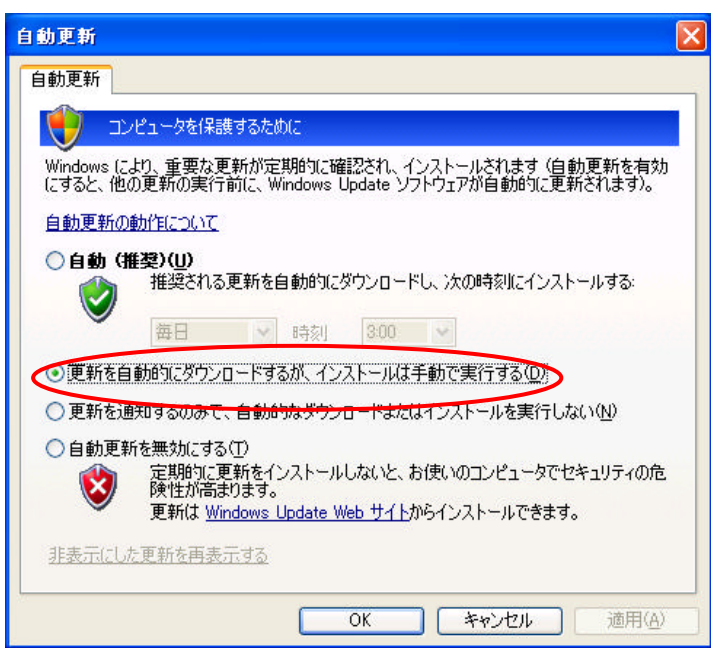 自動更新
自動更新
コンピュータを保護するために
Windows により、重要な更新が定期的に確認され、インストールされます (自動更新を有効
にすると、他の更新の実行前に、Windows Update ソフトウェアが自動的に更新されます)。
自動更新の動作について
自動 (推奨)(U)
推奨される更新を自動的にダウンロードし、次の時刻にインストールする:
毎日 時刻 3:00
更新を自動的にダウンロードするが、インストールは手動で実行する(D)
更新を通知するのみで、自動的なダウンロードまたはインストールを実行しない(N)
自動更新を無効にする(T)
定期的に更新をインストールしないと、お使いのコンピュータでセキュリティの危
険性が高まります。
更新は Windows Update Web サイトからインストールできます。
非表示にした更新を再表示する
OK キャンセル 適用(A)